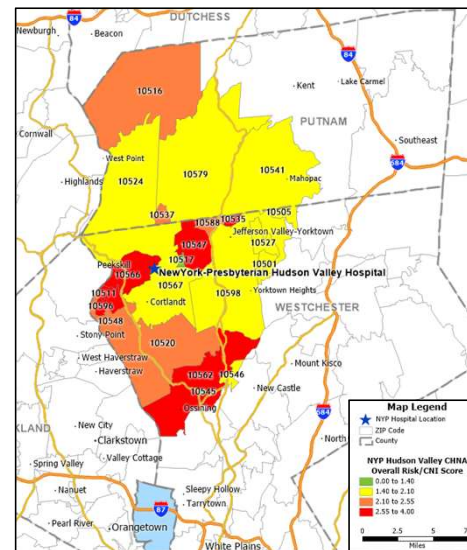 DUTCHESS
84
Newburgh
Beacon
84
Kent
Lake Carmel
10516
PUTNAM
Cornwall
Southeast
West Point
10541
10579
Highlands
10524
Mahopac
684
10537
10505
10588
10535
Jefferson Valley-Yorktown
10547
10527
Peekskill
10517
10501
10566
NewYork-Presbyterian Hudson Valley Hospital
10567
10511
10598
Yorktown Heights
Cortlandt
10596
WESTCHESTER
10548
Stony Point
10520
West Haverstraw
Mount Kisco
Haverstraw
10562
10546
10545
New Castle
Ossining
684
New City
KLAND
Clarkstown
North
Valley Cottage
Spring Valley
Nanuet
Sleepy Hollow
87
Tarrytown
Pearl River
Orangetown
White Plains
Map Legend
NYP Hospital Location
ZIP Code
County
NYP Hudson Valley CHNA
Overall Risk/CNI Score
0.00 to 1.40
1.40 to 2.10
2.10 to 2.55
2.55 to 4.00
0 2.5 5 7
Miles